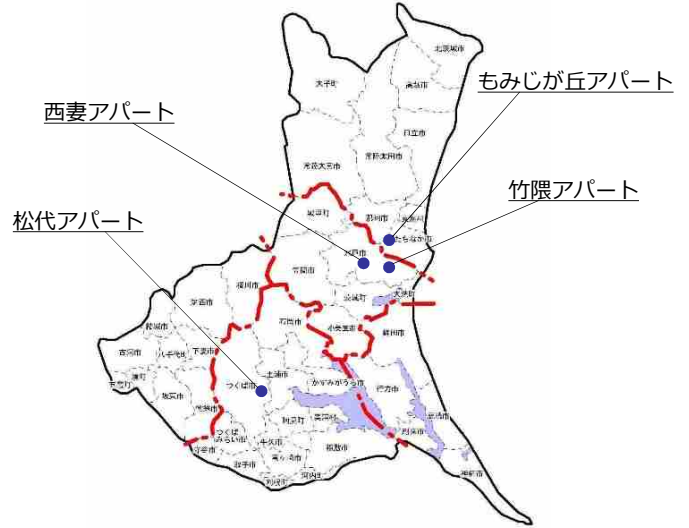 北茨城市
大子町
高萩市
もみじが丘アパート
西妻アパート
日立市
常陸太田市
常陸大宮市
竹隈アパート
城里町
那珂市
東海村
松代アパート
ひたちなか市
水戸市
笠間市
桜川市
茨城町
大洗町
筑西市
小美玉市
石岡市
鉾田市
結城市
古河市
八千代町
下妻市
土浦市
かすみがうら市
つくば市
行方市
境町
五霞町
坂東市
常総市
阿見町
美浦村
鹿嶋市
つくば
みらい市
牛久市
稲敷市
潮来市
守谷市
取手市
龍ヶ崎市
河内町
利根町
神栖市